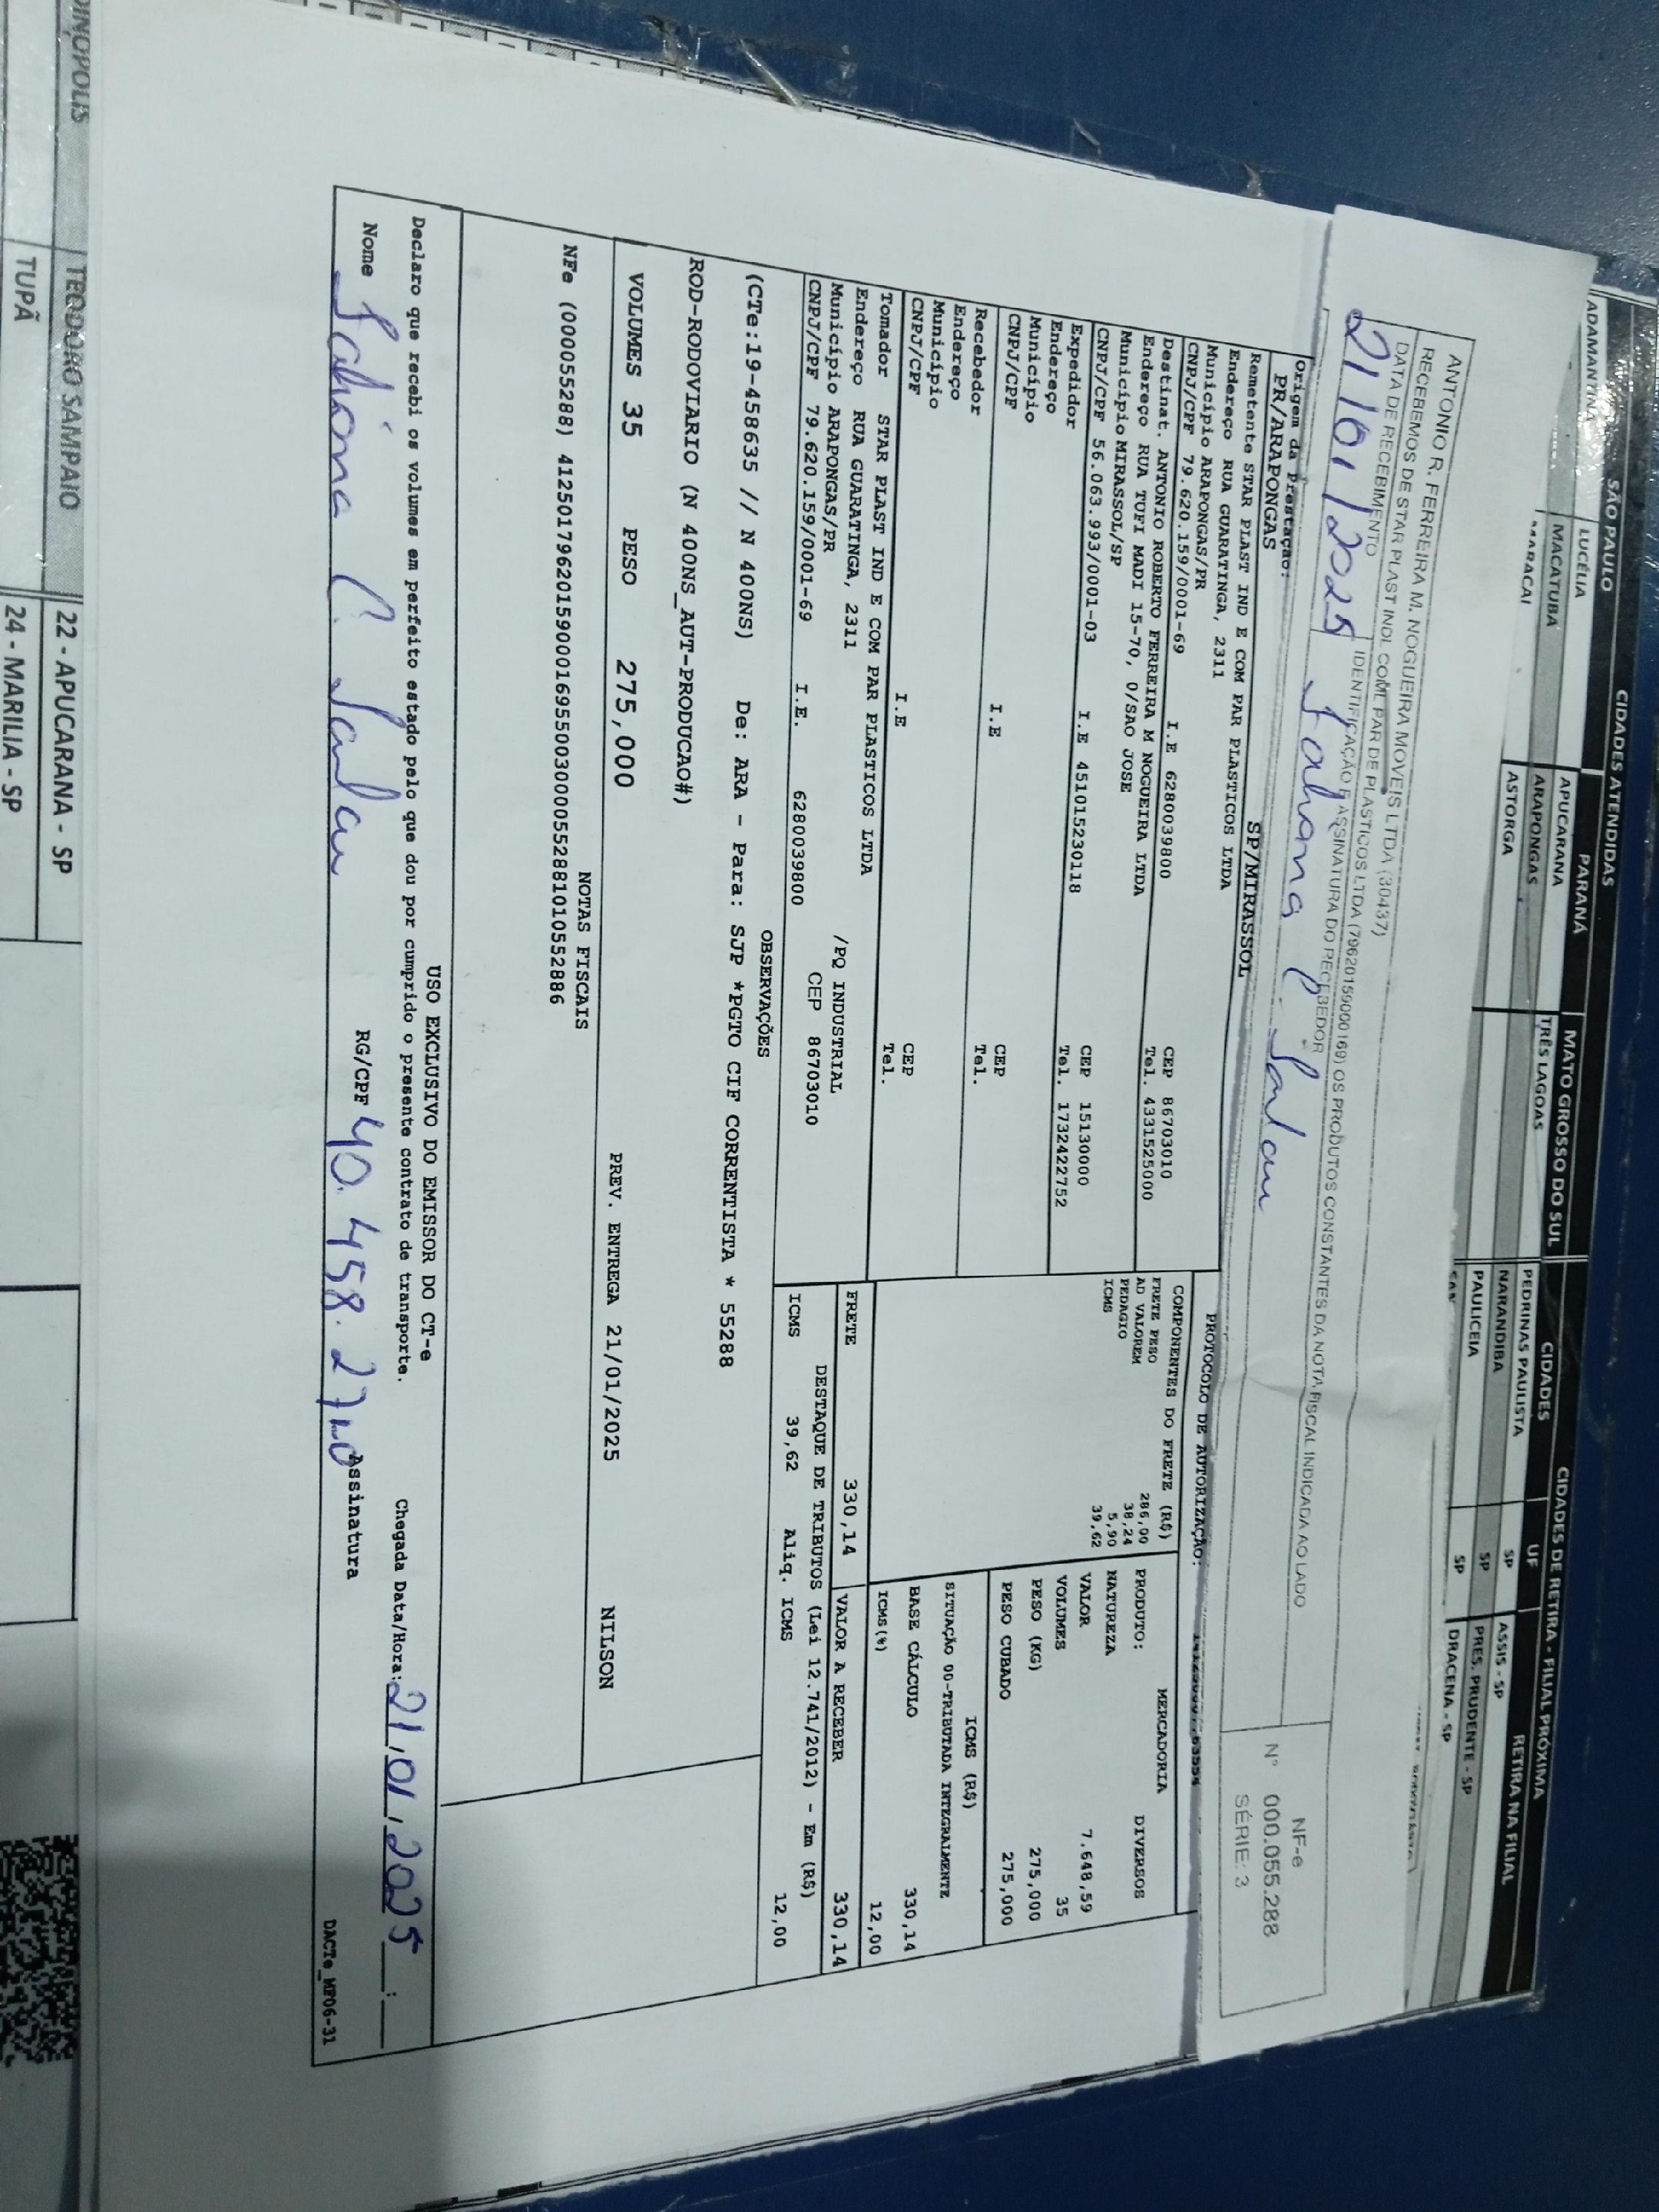 CIDADES ATENDIDAS
SÃO PAULO
PARANÁ
MATO GROSSO DO SUL
CIDADES DE RETIRA - FILIAL PRÓXIMA
ADAMANTINA
LUCÉLIA
APUCARANA
TRÊS LAGOAS
CIDADES
UF
RETIRA NA FILIAL
MACATUBA
ARAPONGAS
PEDRINAS PAULISTA
SP
ASSIS - SP
MARACAI
ASTORGA
NARANDIBA
SP
PRES. PRUDENTE - SP
PAULICEIA
SP
DRACENA - SP
ANTONIO R. FERREIRA M. NOGUEIRA MOVEIS LTDA (30437)
RECEBEMOS DE STAR PLAST INDL COML PAR DE PLASTICOS LTDA (79620159000169) OS PRODUTOS CONSTANTES DA NOTA FISCAL INDICADA AO LADO
DATA DE RECEBIMENTO
IDENTIFICAÇÃO E ASSINATURA DO RECEBEDOR
21/01/2025
NF-e
Nº 000.055.288
SÉRIE: 3
Origem da Prestação:
PR/ARAPONGAS
SP/MIRASSOL
PROTOCOLO DE AUTORIZAÇÃO:
Remetente STAR PLAST IND E COM PAR PLASTICOS LTDA
Endereço RUA GUARATINGA, 2311
Município ARAPONGAS/PR
CEP 86703010
CNPJ/CPF 79.620.159/0001-69
I.E 6280039800
Tel. 4331525000
Destinat. ANTONIO ROBERTO FERREIRA M NOGUEIRA LTDA
Endereço RUA TUFI MADI 15-70, 0/SAO JOSE
Município MIRASSOL/SP
CEP 15130000
CNPJ/CPF 56.063.993/0001-03
I.E 451015230118
Tel. 1732422752
Expedidor
Endereço
Município
CEP
CNPJ/CPF
I.E
Tel.
Recebedor
Endereço
Município
CEP
CNPJ/CPF
I.E
Tel.
Tomador STAR PLAST IND E COM PAR PLASTICOS LTDA
Endereço RUA GUARATINGA, 2311
/PQ INDUSTRIAL
Município ARAPONGAS/PR
CEP 86703010
CNPJ/CPF 79.620.159/0001-69
I.E. 6280039800
COMPONENTES DO FRETE (R$)
FRETE PESO 286,00
AD VALOREM 38,24
PEDAGIO 5,90
ICMS 39,62
MERCADORIA
PRODUTO: DIVERSOS
NATUREZA
VALOR 7.648,59
VOLUMES 35
PESO (KG) 275,000
PESO CUBADO 275,000
ICMS (R$)
SITUAÇÃO 00-TRIBUTADA INTEGRALMENTE
BASE CÁLCULO 330,14
ICMS(%) 12,00
FRETE 330,14
VALOR A RECEBER 330,14
DESTAQUE DE TRIBUTOS (Lei 12.741/2012) - Em (R$)
ICMS 39,62
Aliq. ICMS 12,00
OBSERVAÇÕES
(CTe:19-458635 // N 400NS) De: ARA - Para: SJP *PGTO CIF CORRENTISTA * 55288
ROD-RODOVIARIO (N 400NS_AUT-PRODUCAO#)
VOLUMES 35 PESO 275,000 PREV. ENTREGA 21/01/2025 NILSON
NOTAS FISCAIS
NFe (000055288) 41250179620159000169550030000552881010552886
USO EXCLUSIVO DO EMISSOR DO CT-e
Declaro que recebi os volumes em perfeito estado pelo que dou por cumprido o presente contrato de transporte.
Chegada Data/Hora: 21/01/2025 __:__
Nome
RG/CPF
Assinatura
DACTe_MF06-31
TEODORO SAMPAIO
22 - APUCARANA - SP
TUPÃ
24 - MARILIA - SP